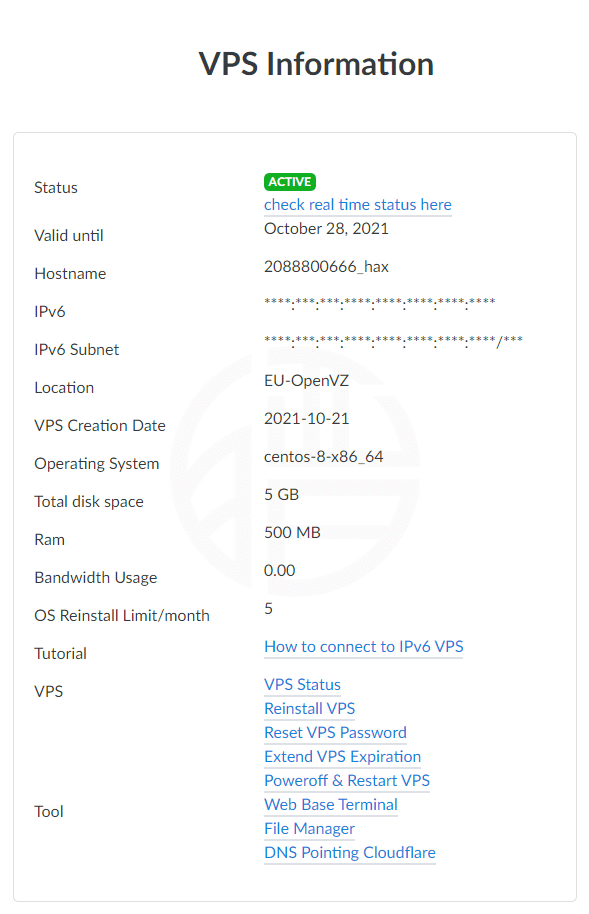 VPS Information
Status
ACTIVE
check real time status here
Valid until
October 28, 2021
Hostname
2088800666_hax
IPv6
****:***:***:****:****:****:****:****
IPv6 Subnet
****:***:***:****:****:****:****:****/***
Location
EU-OpenVZ
VPS Creation Date
2021-10-21
Operating System
centos-8-x86_64
Total disk space
5 GB
Ram
500 MB
Bandwidth Usage
0.00
OS Reinstall Limit/month
5
Tutorial
How to connect to IPv6 VPS
VPS
VPS Status
Reinstall VPS
Reset VPS Password
Extend VPS Expiration
Poweroff & Restart VPS
Tool
Web Base Terminal
File Manager
DNS Pointing Cloudflare